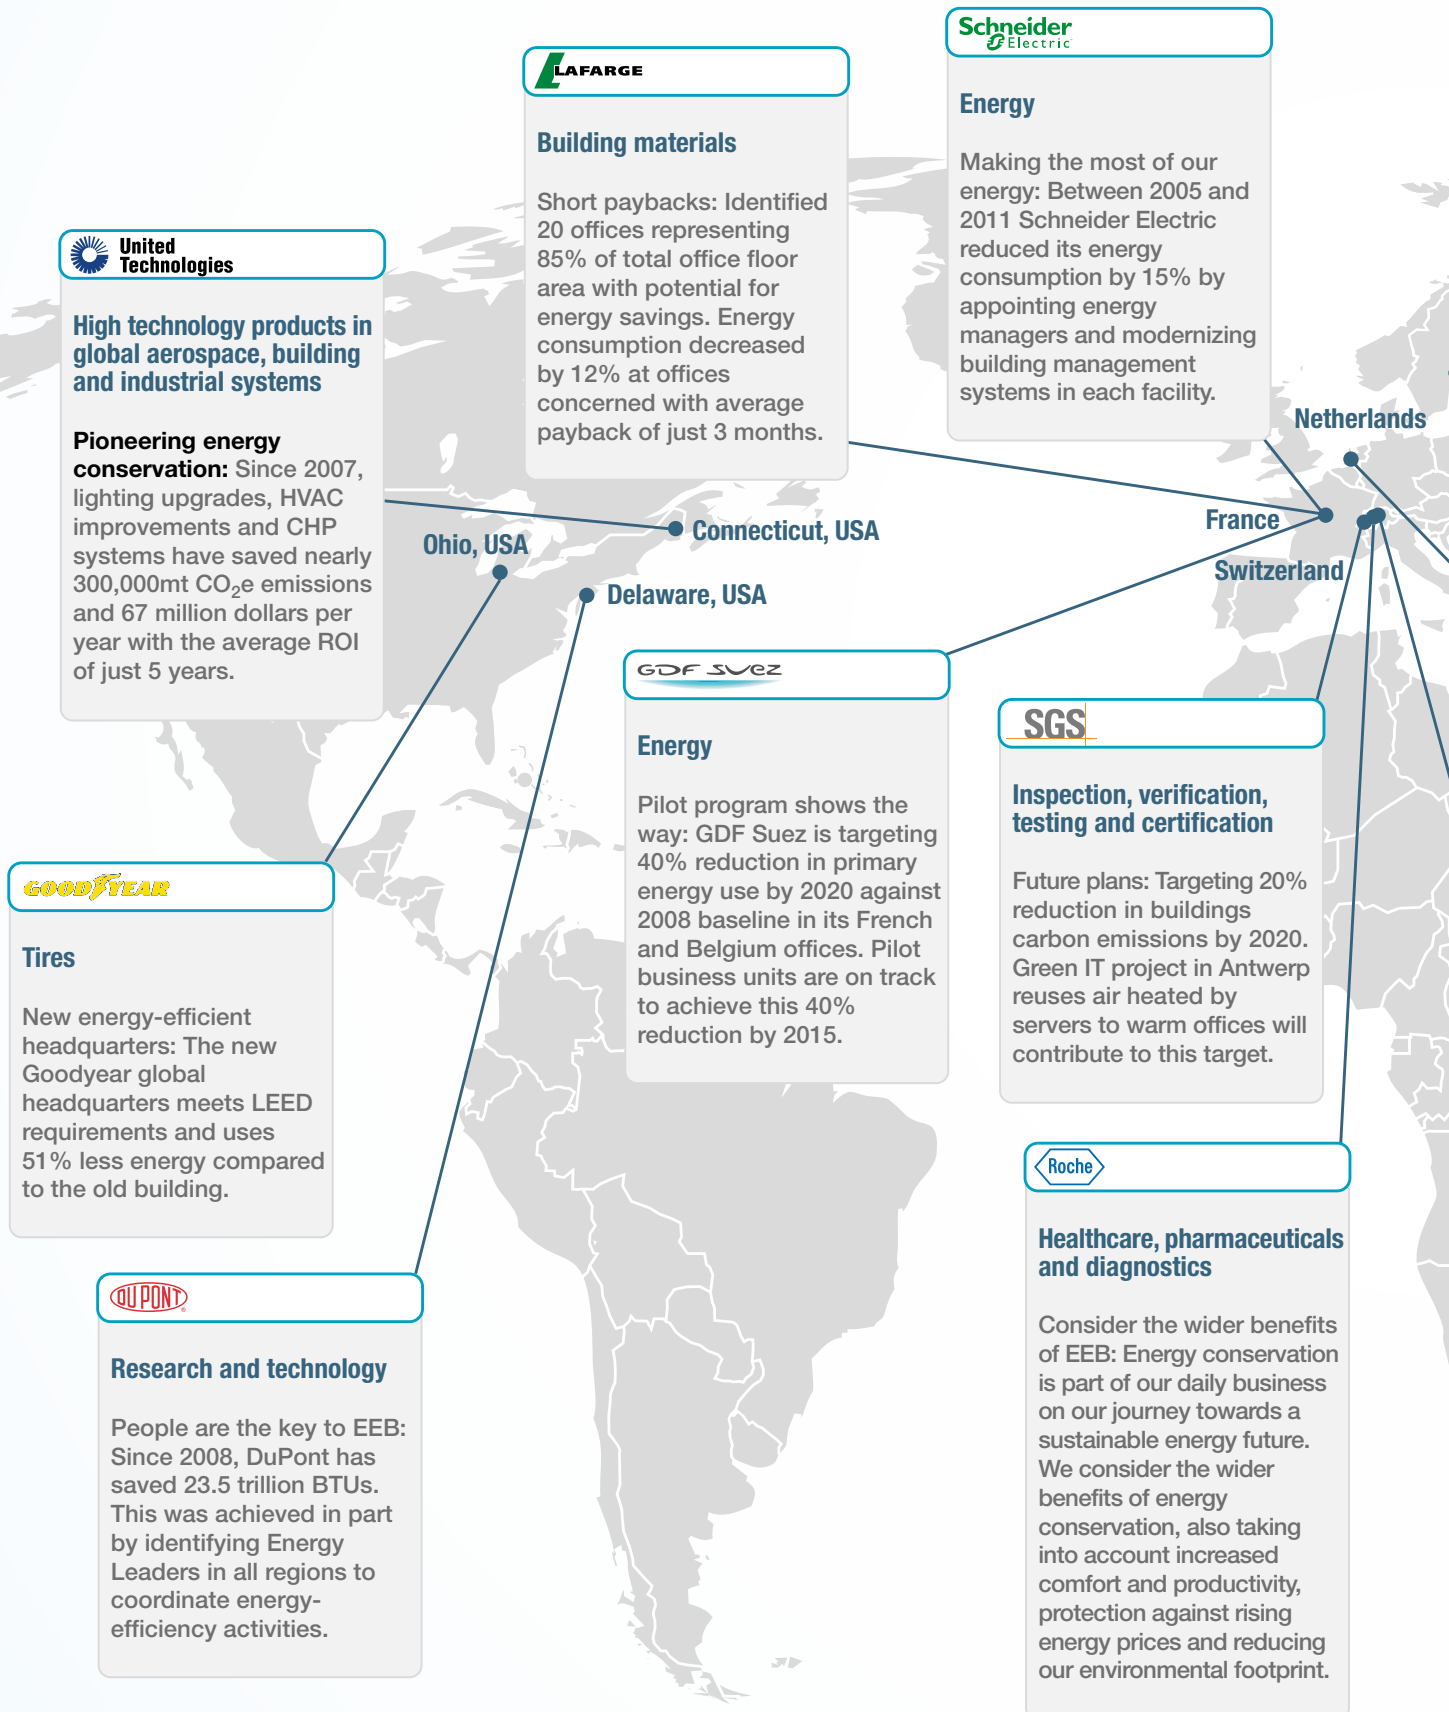 Schneider
Electric
Energy
Making the most of our
energy: Between 2005 and
2011 Schneider Electric
reduced its energy
consumption by 15% by
appointing energy
managers and modernizing
building management
systems in each facility.
LAFARGE
Building materials
Short paybacks: Identified
20 offices representing
85% of total office floor
area with potential for
energy savings. Energy
consumption decreased
by 12% at offices
concerned with average
payback of just 3 months.
United
Technologies
High technology products in
global aerospace, building
and industrial systems
Pioneering energy
conservation: Since 2007,
lighting upgrades, HVAC
improvements and CHP
systems have saved nearly
300,000mt CO₂e emissions
and 67 million dollars per
year with the average ROI
of just 5 years.
Netherlands
France
Switzerland
Ohio, USA
Connecticut, USA
Delaware, USA
GDF SUEZ
Energy
Pilot program shows the
way: GDF Suez is targeting
40% reduction in primary
energy use by 2020 against
2008 baseline in its French
and Belgium offices. Pilot
business units are on track
to achieve this 40%
reduction by 2015.
SGS
Inspection, verification,
testing and certification
Future plans: Targeting 20%
reduction in buildings
carbon emissions by 2020.
Green IT project in Antwerp
reuses air heated by
servers to warm offices will
contribute to this target.
GOODYEAR
Tires
New energy-efficient
headquarters: The new
Goodyear global
headquarters meets LEED
requirements and uses
51% less energy compared
to the old building.
Roche
Healthcare, pharmaceuticals
and diagnostics
Consider the wider benefits
of EEB: Energy conservation
is part of our daily business
on our journey towards a
sustainable energy future.
We consider the wider
benefits of energy
conservation, also taking
into account increased
comfort and productivity,
protection against rising
energy prices and reducing
our environmental footprint.
DU PONT
®
Research and technology
People are the key to EEB:
Since 2008, DuPont has
saved 23.5 trillion BTUs.
This was achieved in part
by identifying Energy
Leaders in all regions to
coordinate energy-
efficiency activities.